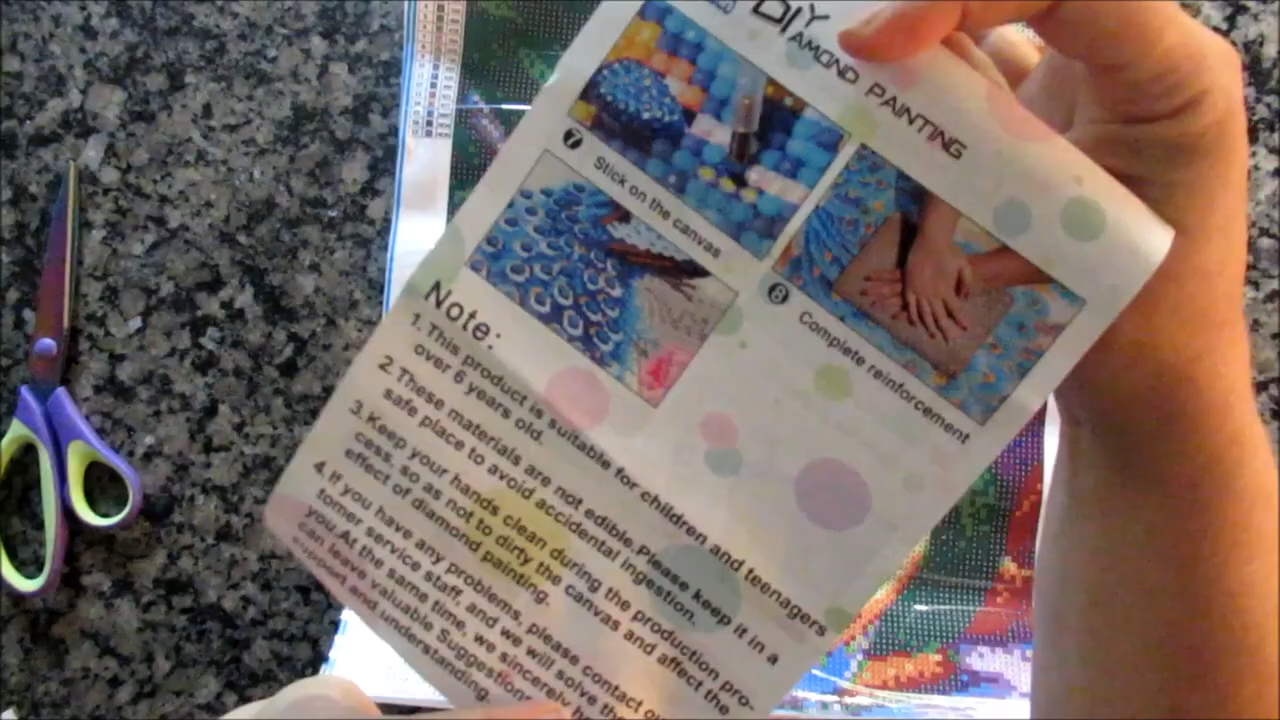 DIY
AMOND PAINTING
7 Stick on the canvas
8 Complete reinforcement
Note:
1. This product is suitable for children and teenagers
over 6 years old.
2. These materials are not edible,Please keep it in a
safe place to avoid accidental ingestion.
3. Keep your hands clean during the production pro-
cess, so as not to dirty the canvas and affect the
effect of diamond painting.
4. If you have any problems, please contact our
tomer service staff, and we will solve the
you.At the same time, we sincerely
can leave valuable Suggestion
support and understanding.